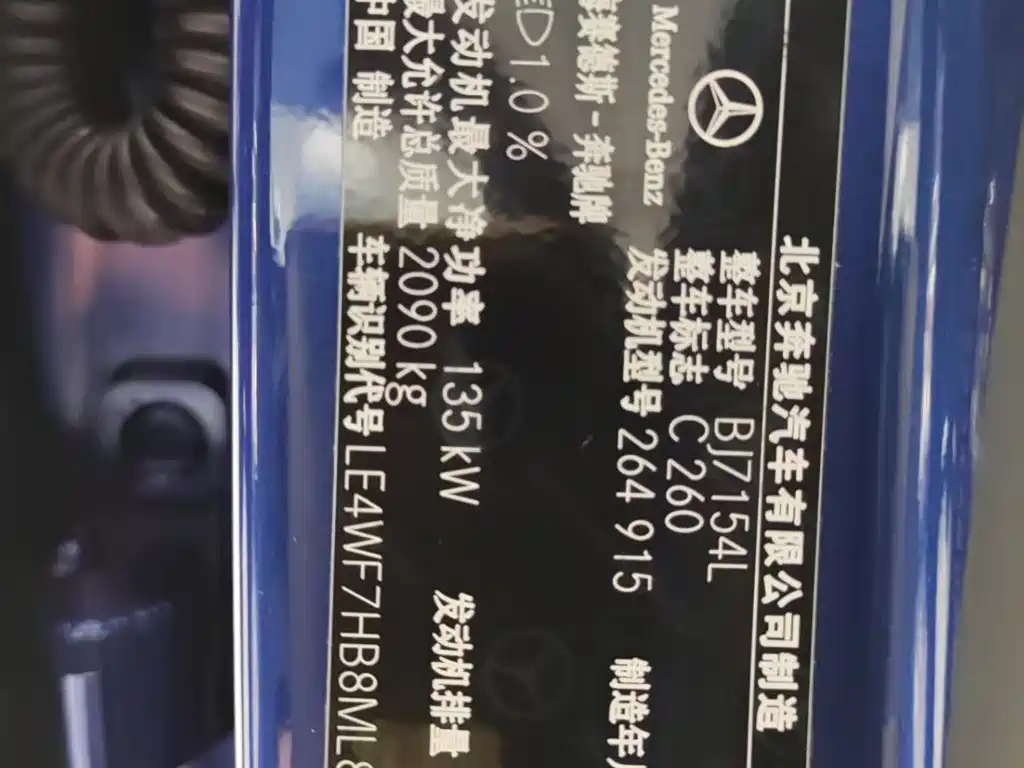 北京奔驰汽车有限公司制造
Mercedes-Benz
梅赛德斯-奔驰牌
整车型号 BJ7154L
整车标志 C 260
发动机型号 264 915 制造年
1.0 %
发动机最大净功率 135 kW 发动机排量
最大允许总质量 2090 kg
中国 制造 车辆识别代号 LE4WF7HB8ML